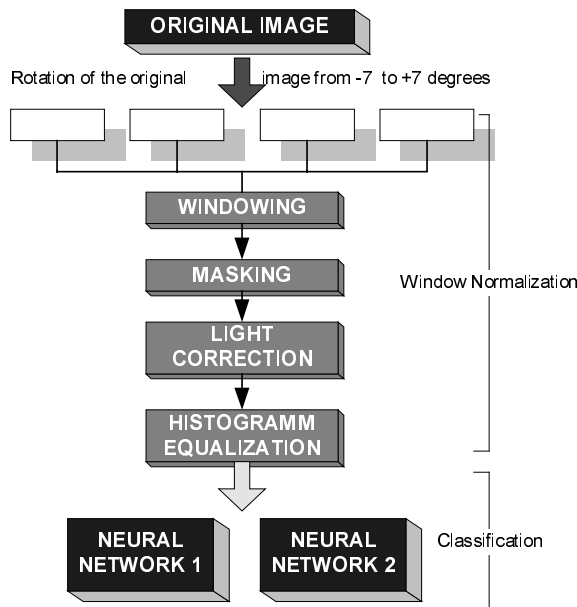 ORIGINAL IMAGE
Rotation of the original image from -7 to +7 degrees
WINDOWING
MASKING
Window Normalization
LIGHT
CORRECTION
HISTOGRAMM
EQUALIZATION
NEURAL
NETWORK 1
NEURAL
NETWORK 2
Classification